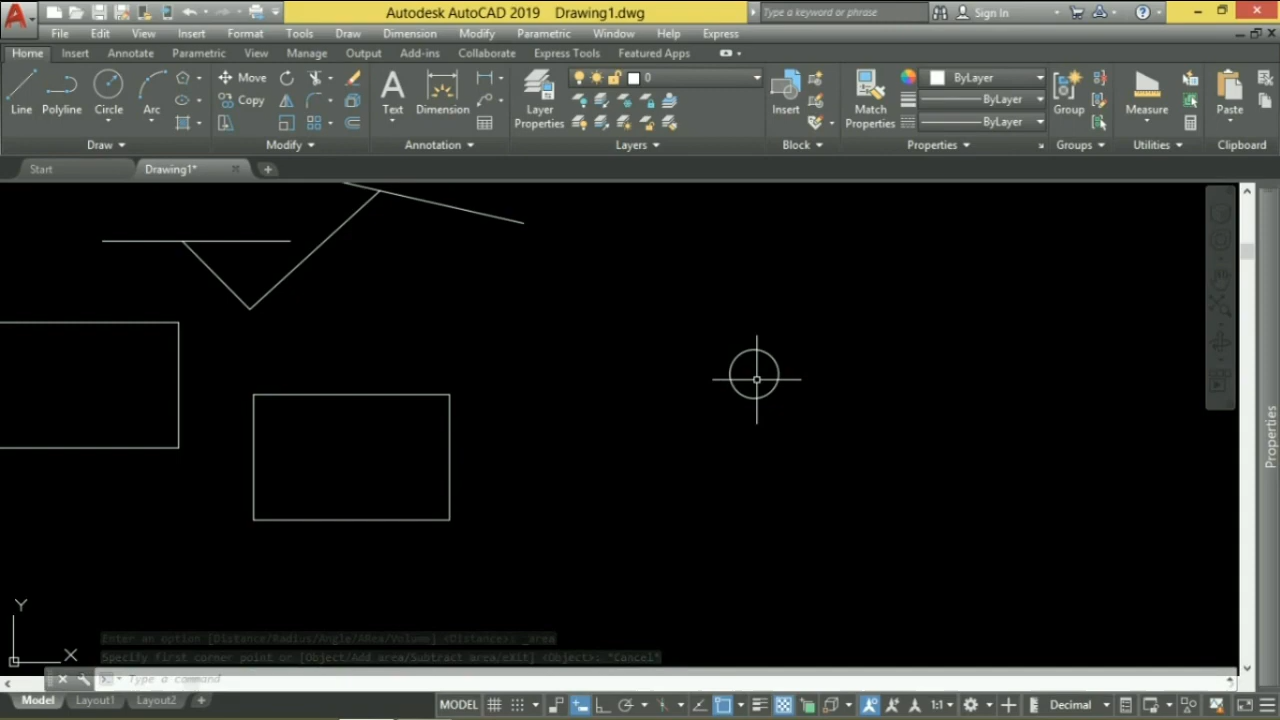 Autodesk AutoCAD 2019 Drawing1.dwg
Type a keyword or phrase
Sign In
File Edit View Insert Format Tools Draw Dimension Modify Parametric Window Help Express
Home Insert Annotate Parametric View Manage Output Add-ins Collaborate Express Tools Featured Apps
Move
0
ByLayer
Copy
ByLayer
Line Polyline Circle Arc Text Dimension Layer Properties Insert Match Properties Group Measure Paste
ByLayer
Draw Modify Annotation Layers Block Properties Groups Utilities Clipboard
Start Drawing1*
Properties
Y
X
Enter an option [Distance/Radius/Angle/ARea/Volume] <Distance>: _area
Specify first corner point or [Object/Add area/Subtract area/eXit] <Object>: *Cancel*
Type a command
Model Layout1 Layout2 + MODEL 1:1 Decimal